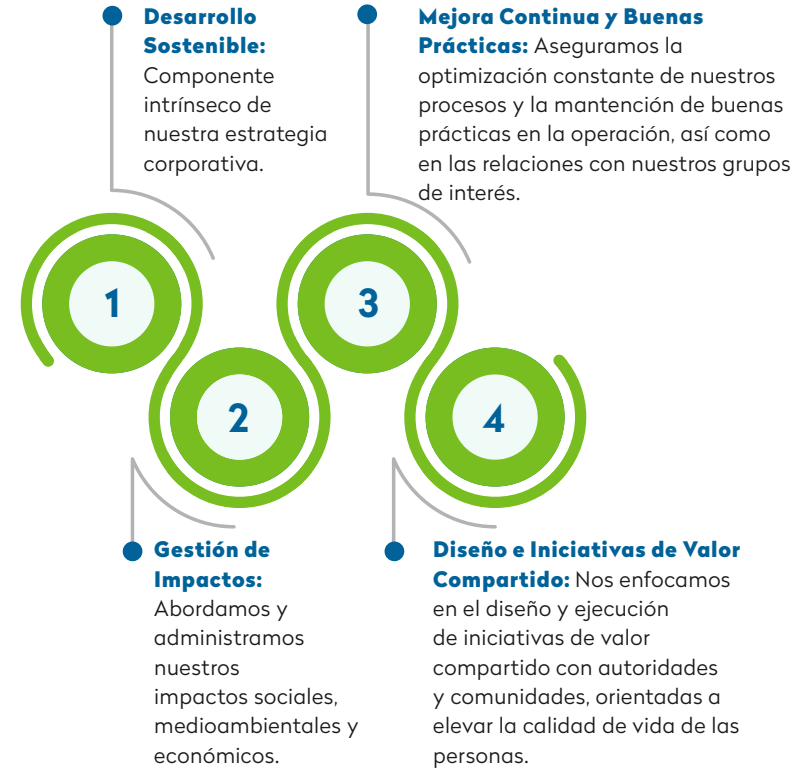 Desarrollo
Sostenible:
Componente
intrínseco de
nuestra estrategia
corporativa.
Mejora Continua y Buenas
Prácticas: Aseguramos la
optimización constante de nuestros
procesos y la mantención de buenas
prácticas en la operación, así como
en las relaciones con nuestros grupos
de interés.
1
3
2
4
Gestión de
Impactos:
Abordamos y
administramos
nuestros
impactos sociales,
medioambientales y
económicos.
Diseño e Iniciativas de Valor
Compartido: Nos enfocamos
en el diseño y ejecución
de iniciativas de valor
compartido con autoridades
y comunidades, orientadas a
elevar la calidad de vida de las
personas.